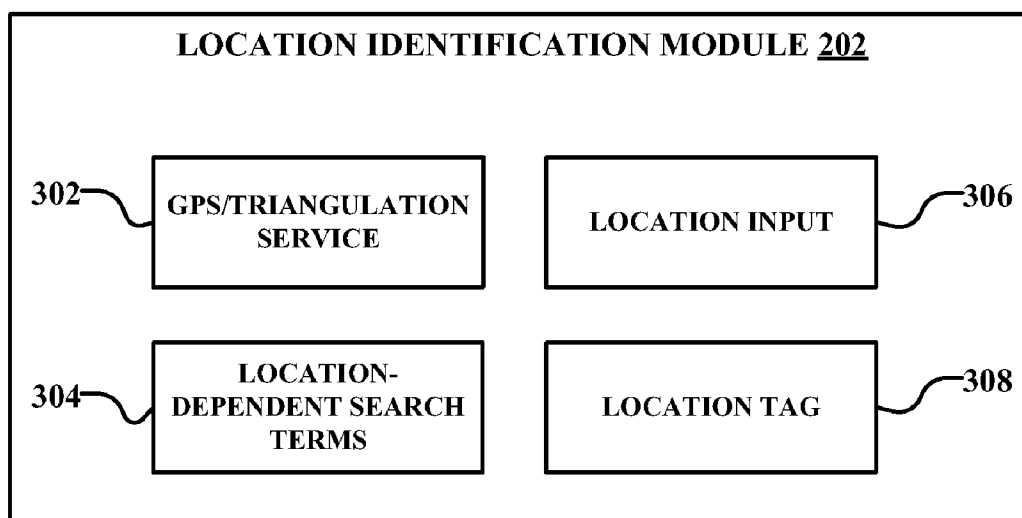 LOCATION IDENTIFICATION MODULE 202
302
GPS/TRIANGULATION
SERVICE
LOCATION INPUT
306
304
LOCATION-
DEPENDENT SEARCH
TERMS
LOCATION TAG
308